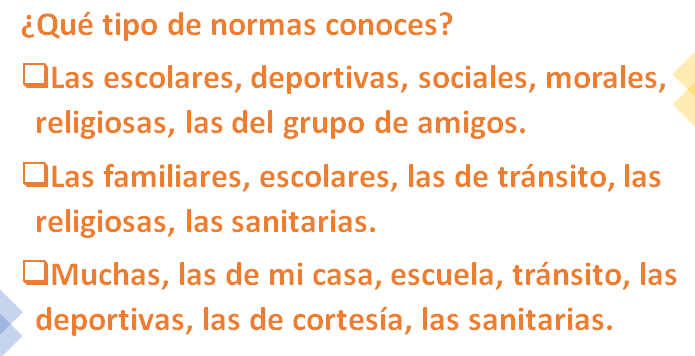 ¿Qué tipo de normas conoces?
❑Las escolares, deportivas, sociales, morales,
religiosas, las del grupo de amigos.
❑Las familiares, escolares, las de tránsito, las
religiosas, las sanitarias.
❑Muchas, las de mi casa, escuela, tránsito, las
deportivas, las de cortesía, las sanitarias.